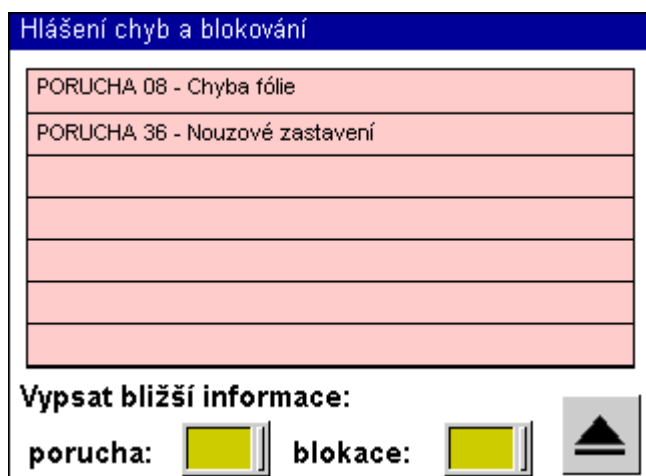 Hlášení chyb a blokování
PORUCHA 08 - Chyba fólie
PORUCHA 36 - Nouzové zastavení
Vypsat bližší informace:
porucha: blokace: